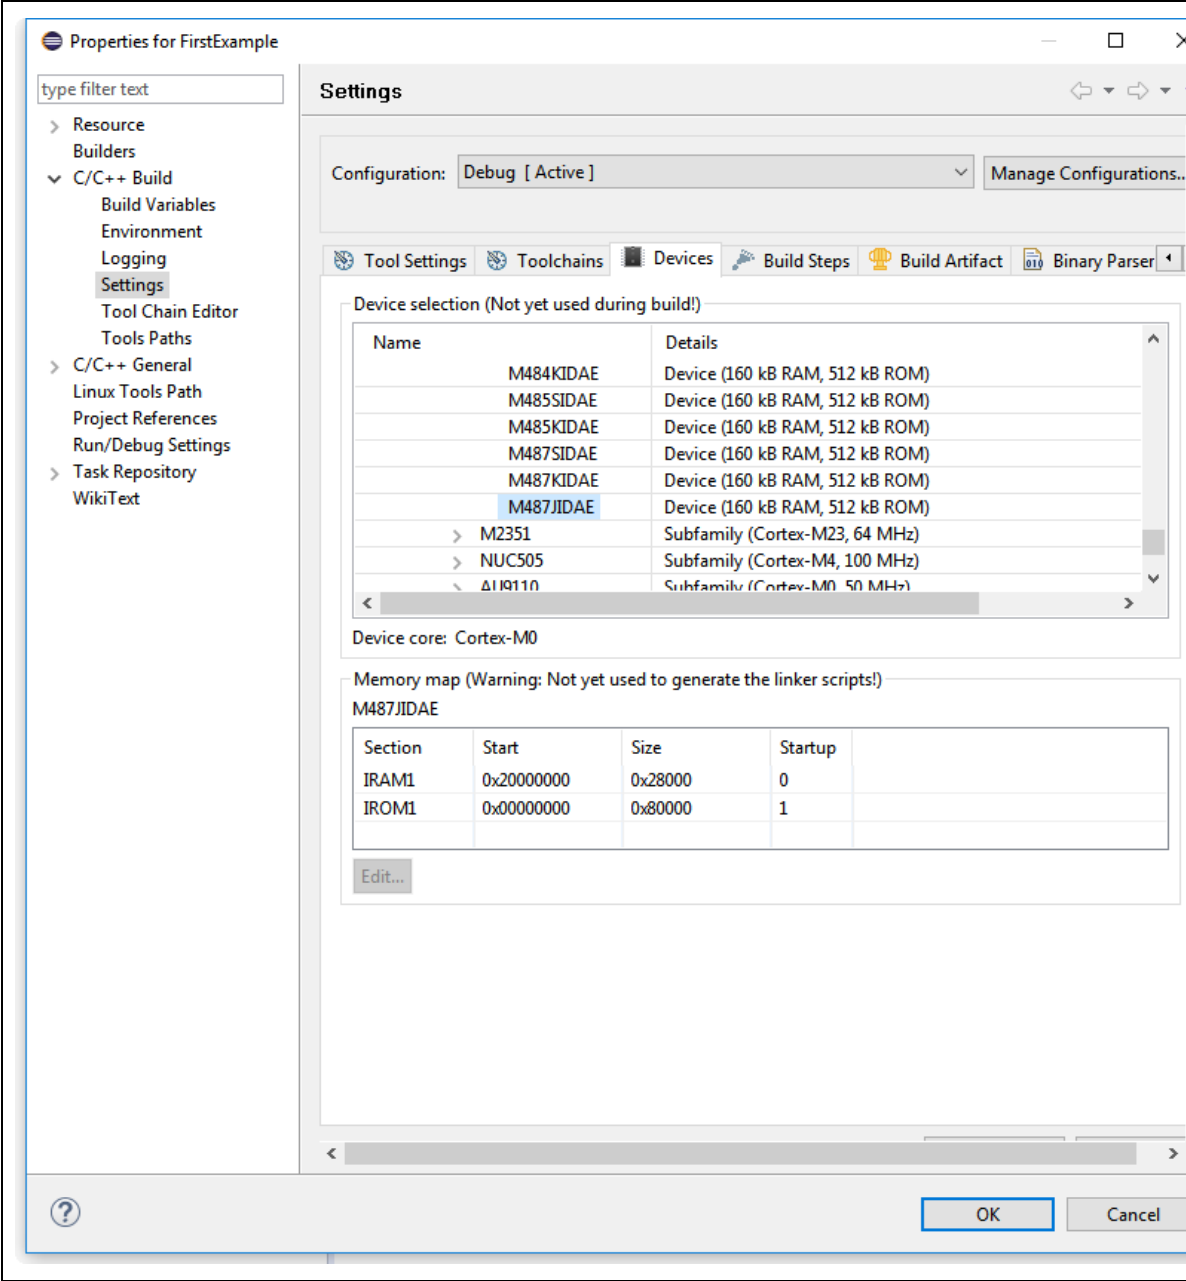 Properties for FirstExample
type filter text
Settings
Resource
Builders
C/C++ Build
Build Variables
Environment
Logging
Settings
Tool Chain Editor
Tools Paths
C/C++ General
Linux Tools Path
Project References
Run/Debug Settings
Task Repository
WikiText
Configuration: Debug [ Active ] Manage Configurations..
Tool Settings Toolchains Devices Build Steps Build Artifact Binary Parser
Device selection (Not yet used during build!)
Name Details
M484KIDAE Device (160 kB RAM, 512 kB ROM)
M485SIDAE Device (160 kB RAM, 512 kB ROM)
M485KIDAE Device (160 kB RAM, 512 kB ROM)
M487SIDAE Device (160 kB RAM, 512 kB ROM)
M487KIDAE Device (160 kB RAM, 512 kB ROM)
M487JIDAE Device (160 kB RAM, 512 kB ROM)
M2351 Subfamily (Cortex-M23, 64 MHz)
NUC505 Subfamily (Cortex-M4, 100 MHz)
AU9110 Subfamily (Cortex-M0, 50 MHz)
Device core: Cortex-M0
Memory map (Warning: Not yet used to generate the linker scripts!)
M487JIDAE
Section Start Size Startup
IRAM1 0x20000000 0x28000 0
IROM1 0x00000000 0x80000 1
Edit...
OK Cancel